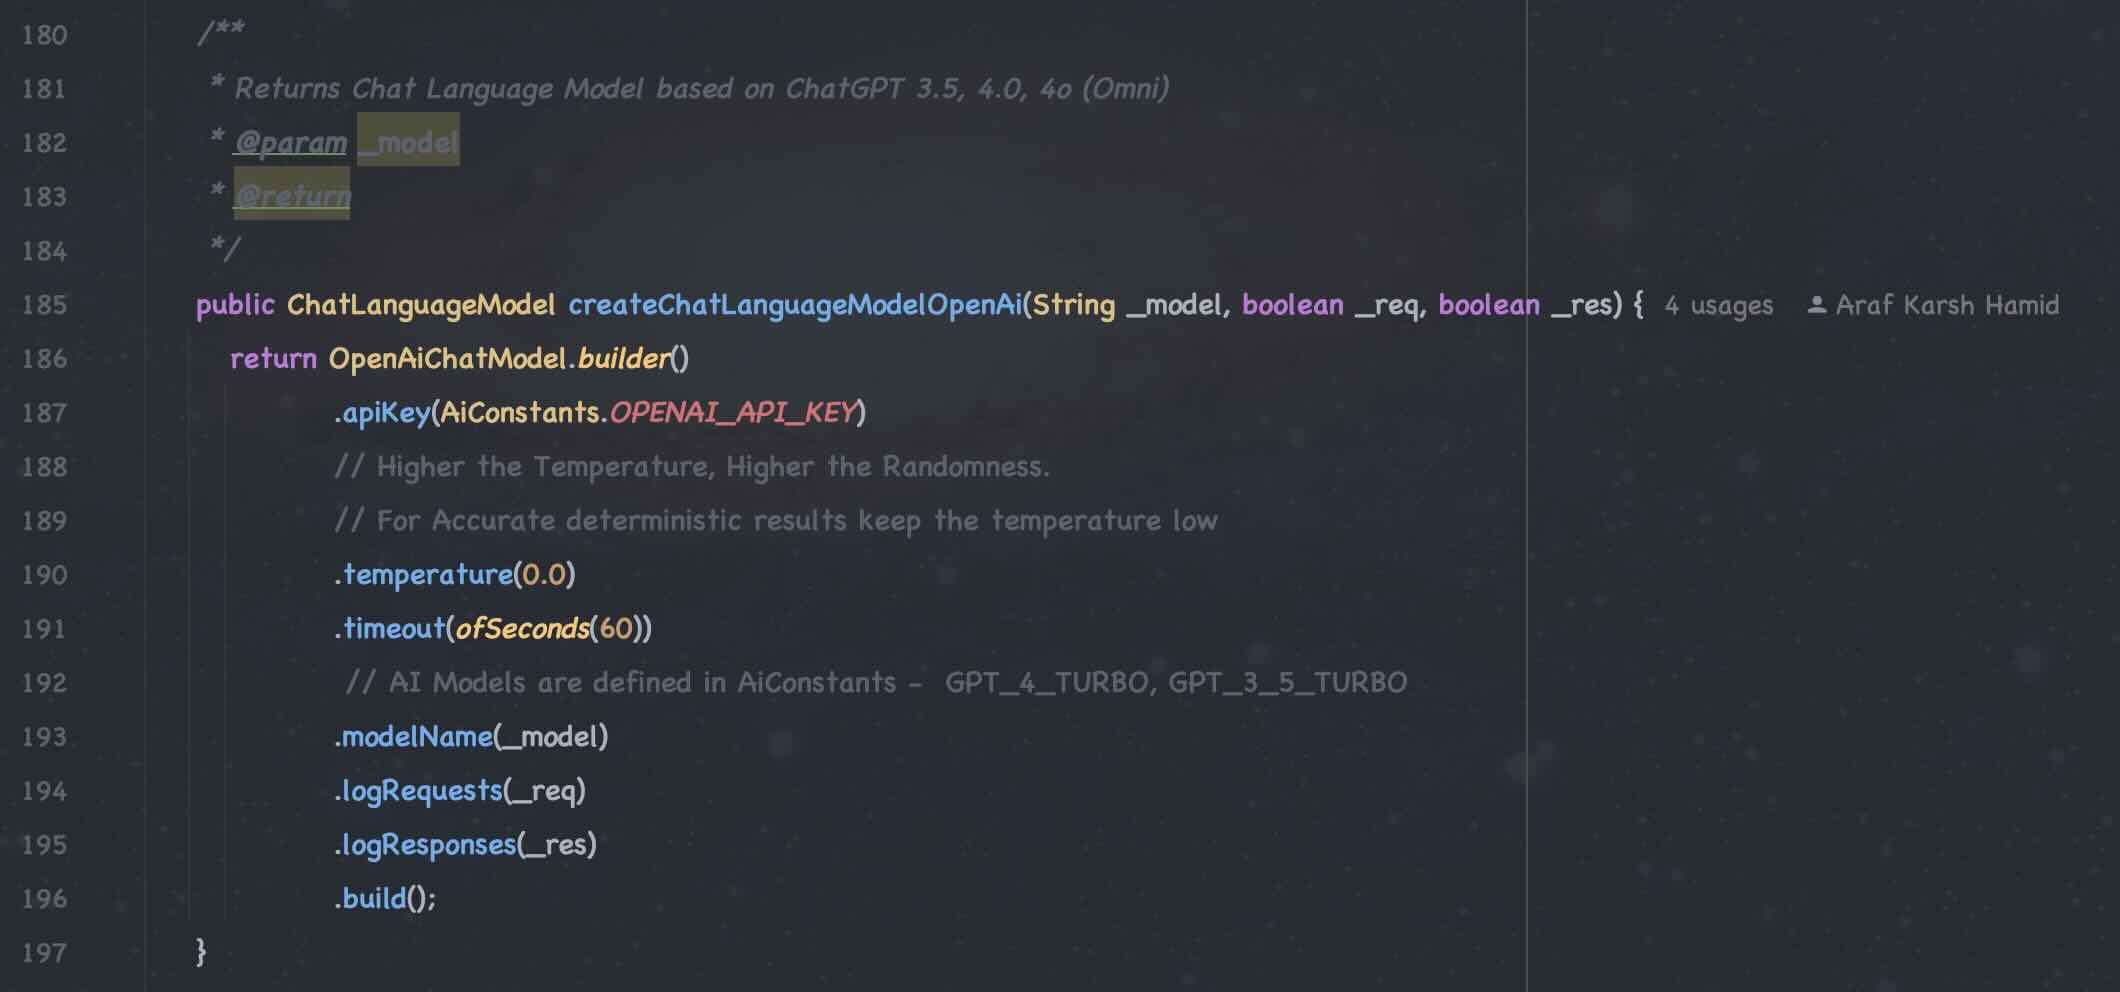 180 /**
181 * Returns Chat Language Model based on ChatGPT 3.5, 4.0, 4o (Omni)
182 * @param _model
183 * @return
184 */
185 public ChatLanguageModel createChatLanguageModelOpenAi(String _model, boolean _req, boolean _res) { 4 usages Araf Karsh Hamid
186 return OpenAiChatModel.builder()
187 .apiKey(AiConstants.OPENAI_API_KEY)
188 // Higher the Temperature, Higher the Randomness.
189 // For Accurate deterministic results keep the temperature low
190 .temperature(0.0)
191 .timeout(ofSeconds(60))
192 // AI Models are defined in AiConstants - GPT_4_TURBO, GPT_3_5_TURBO
193 .modelName(_model)
194 .logRequests(_req)
195 .logResponses(_res)
196 .build();
197 }